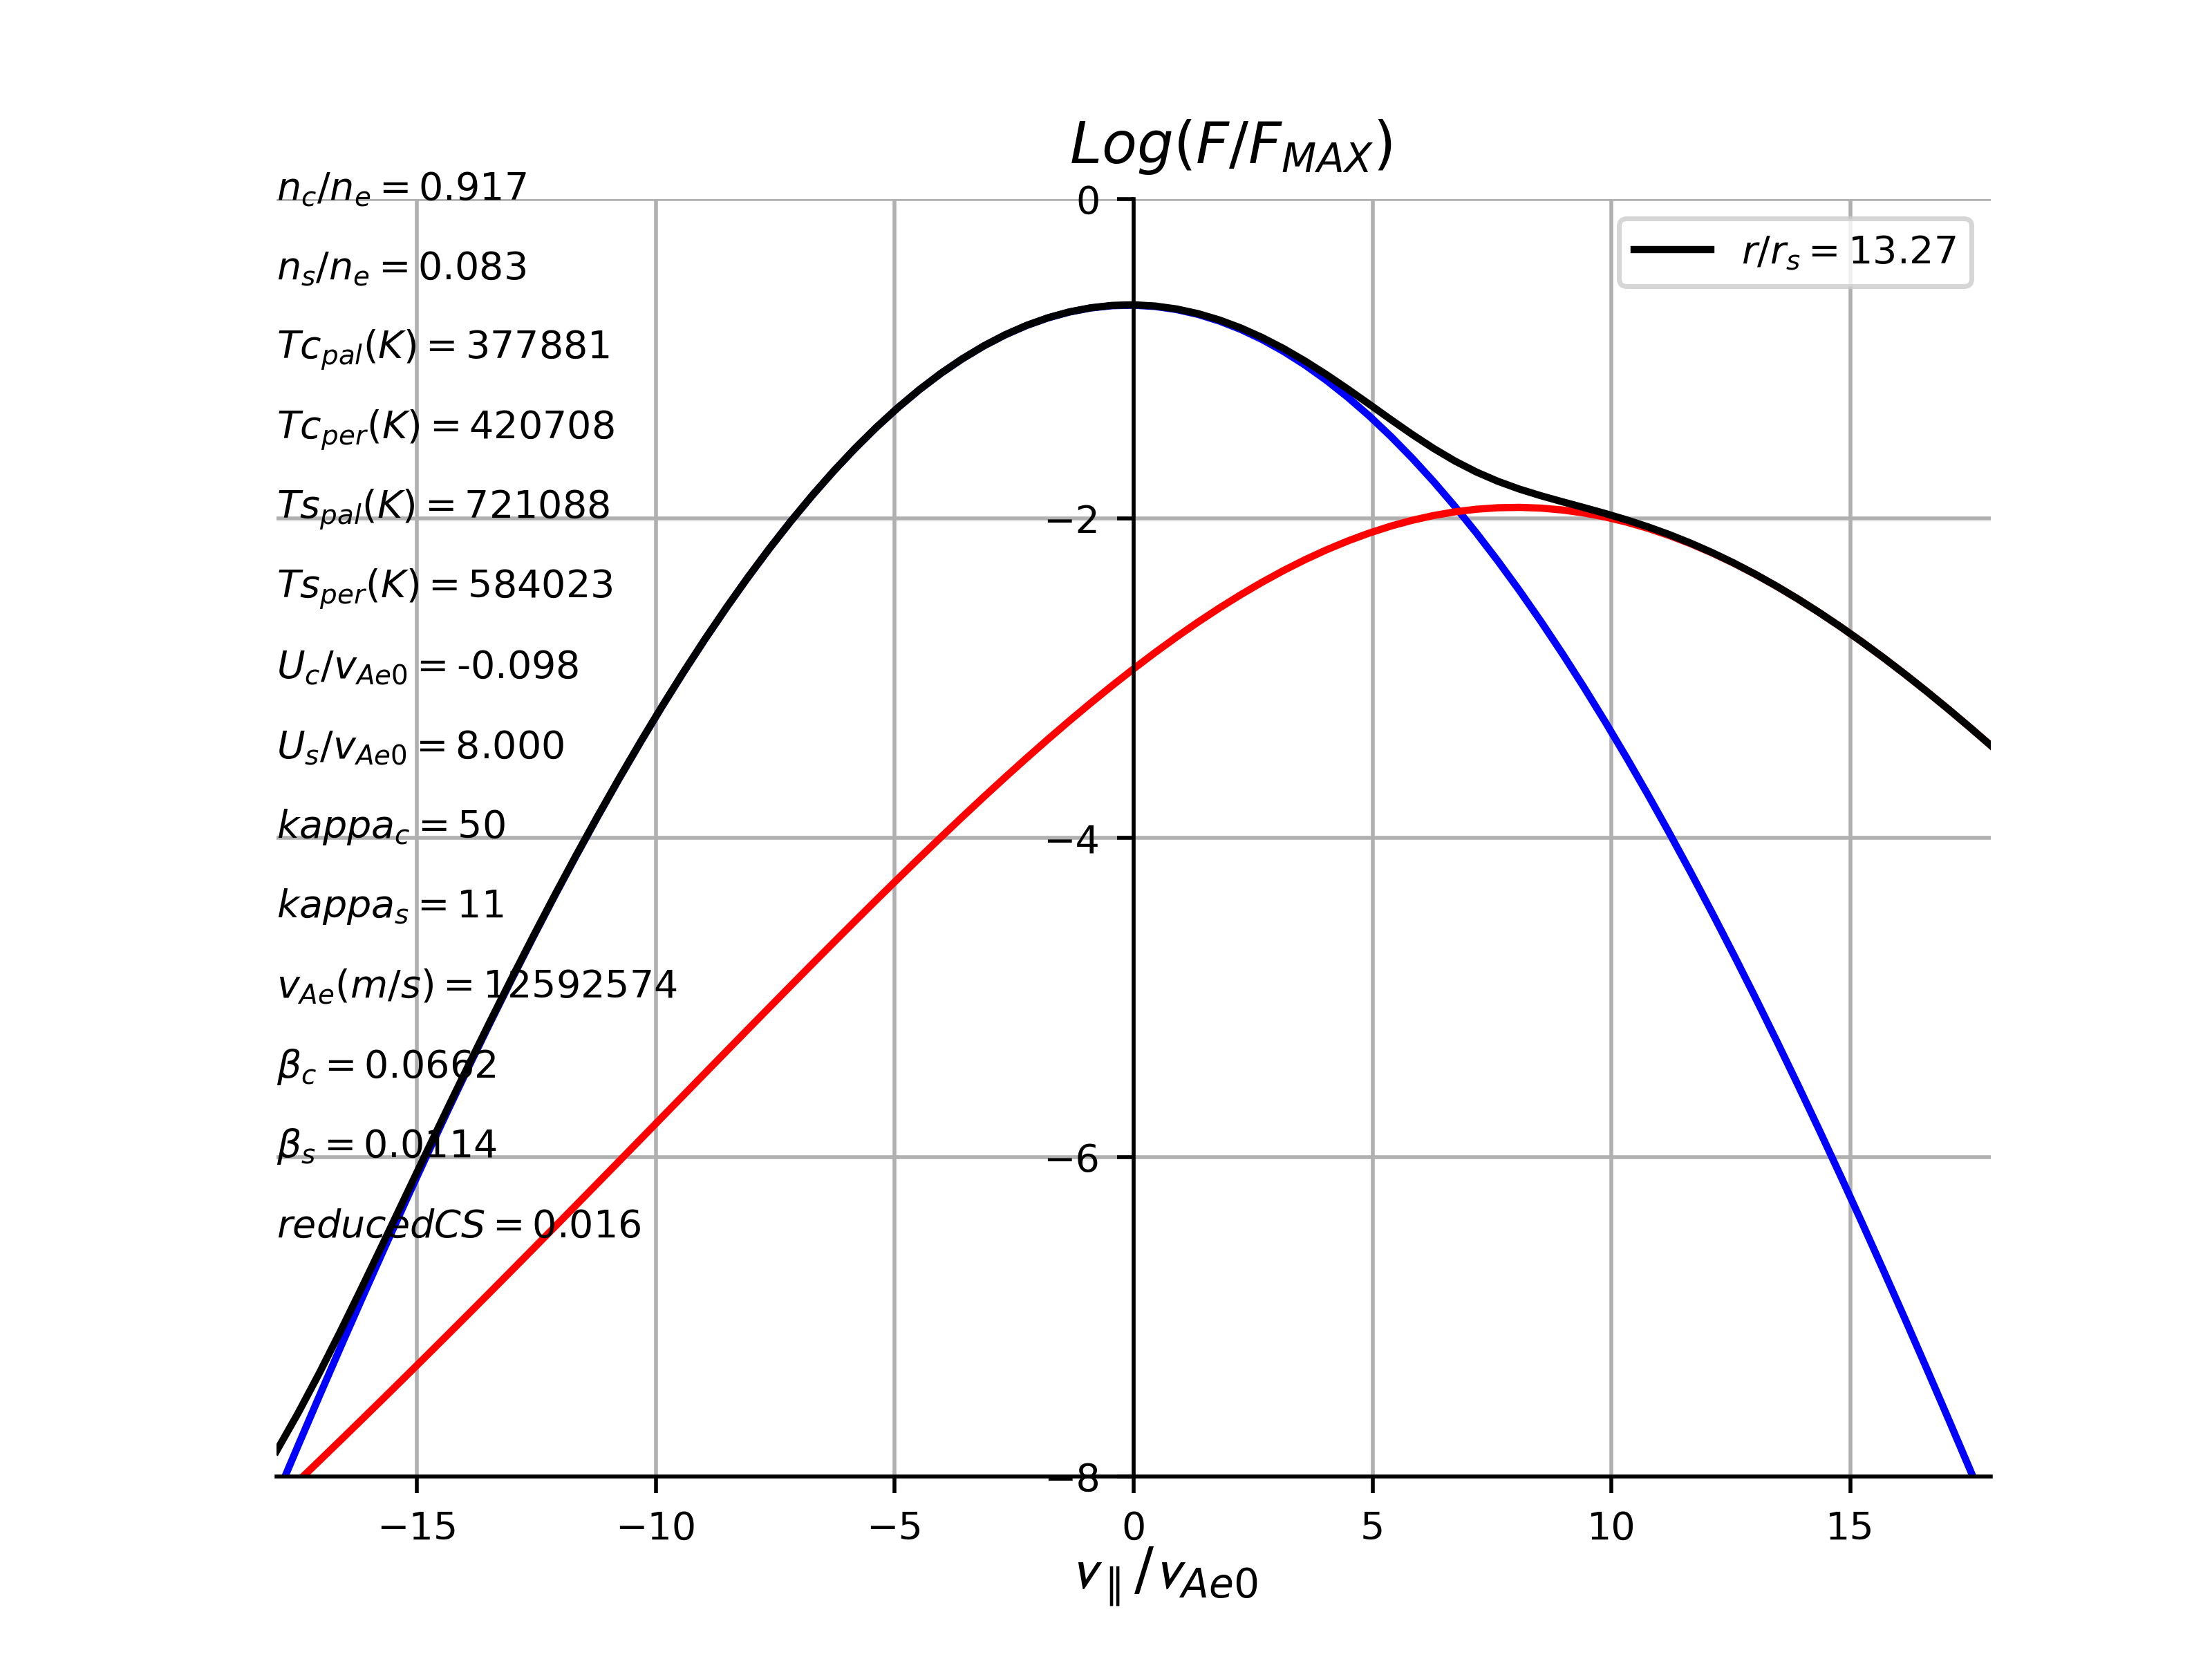 Log(F/F_MAX)
n_c/n_e = 0.917
0
n_s/n_e = 0.083
r/r_s = 13.27
Tc_pal(K) = 377881
Tc_per(K) = 420708
Ts_pal(K) = 721088
−2
Ts_per(K) = 584023
U_c/v_Ae0 = -0.098
U_s/v_Ae0 = 8.000
kappa_c = 50
−4
kappa_s = 11
v_Ae(m/s) = 12592574
β_c = 0.0662
β_s = 0.0114
−6
reducedCS = 0.016
−8
−15 −10 −5 0 5 10 15
v_∥/v_Ae0